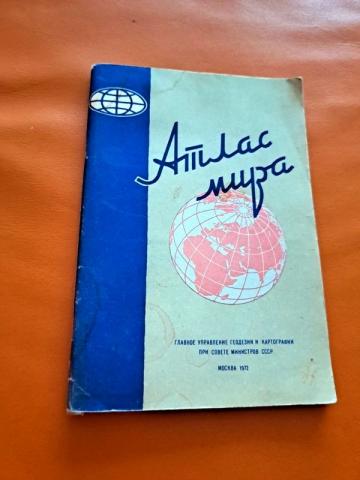 Атлас
мира
ГЛАВНОЕ УПРАВЛЕНИЕ ГЕОДЕЗИИ И КАРТОГРАФИИ
ПРИ СОВЕТЕ МИНИСТРОВ СССР
МОСКВА 1972